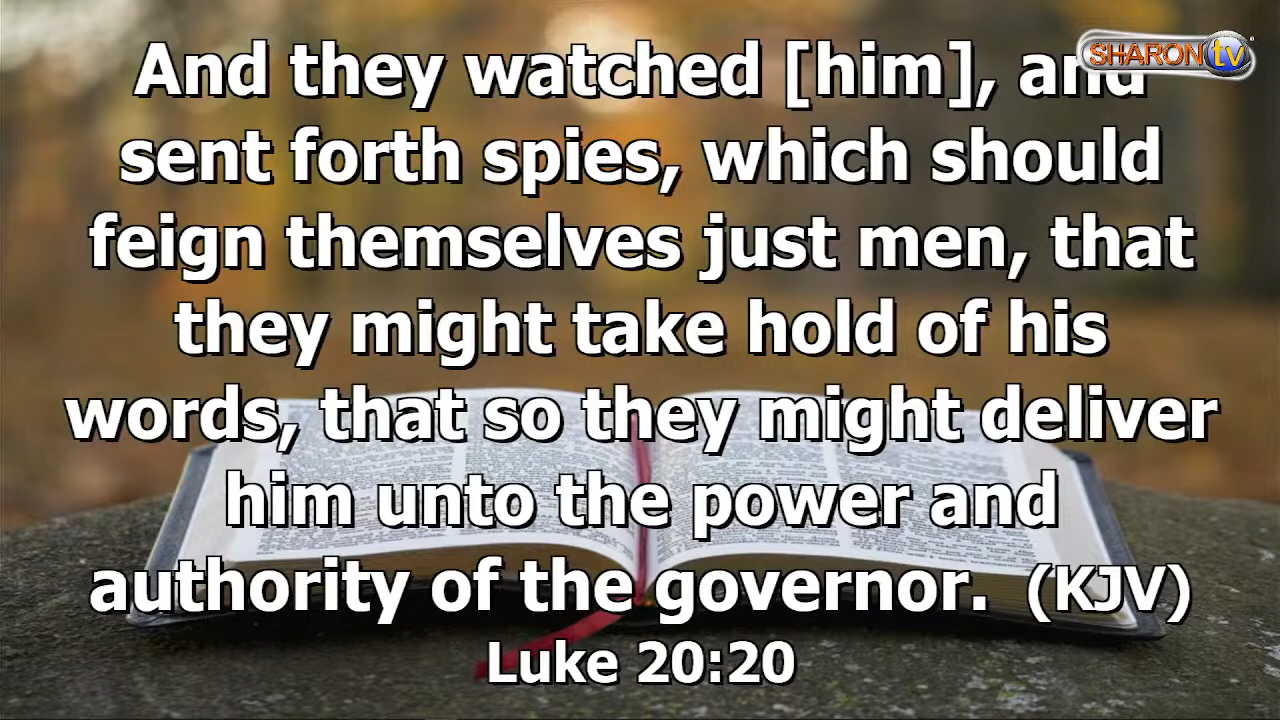 SHARON tv
And they watched [him], and
sent forth spies, which should
feign themselves just men, that
they might take hold of his
words, that so they might deliver
him unto the power and
authority of the governor. (KJV)
Luke 20:20